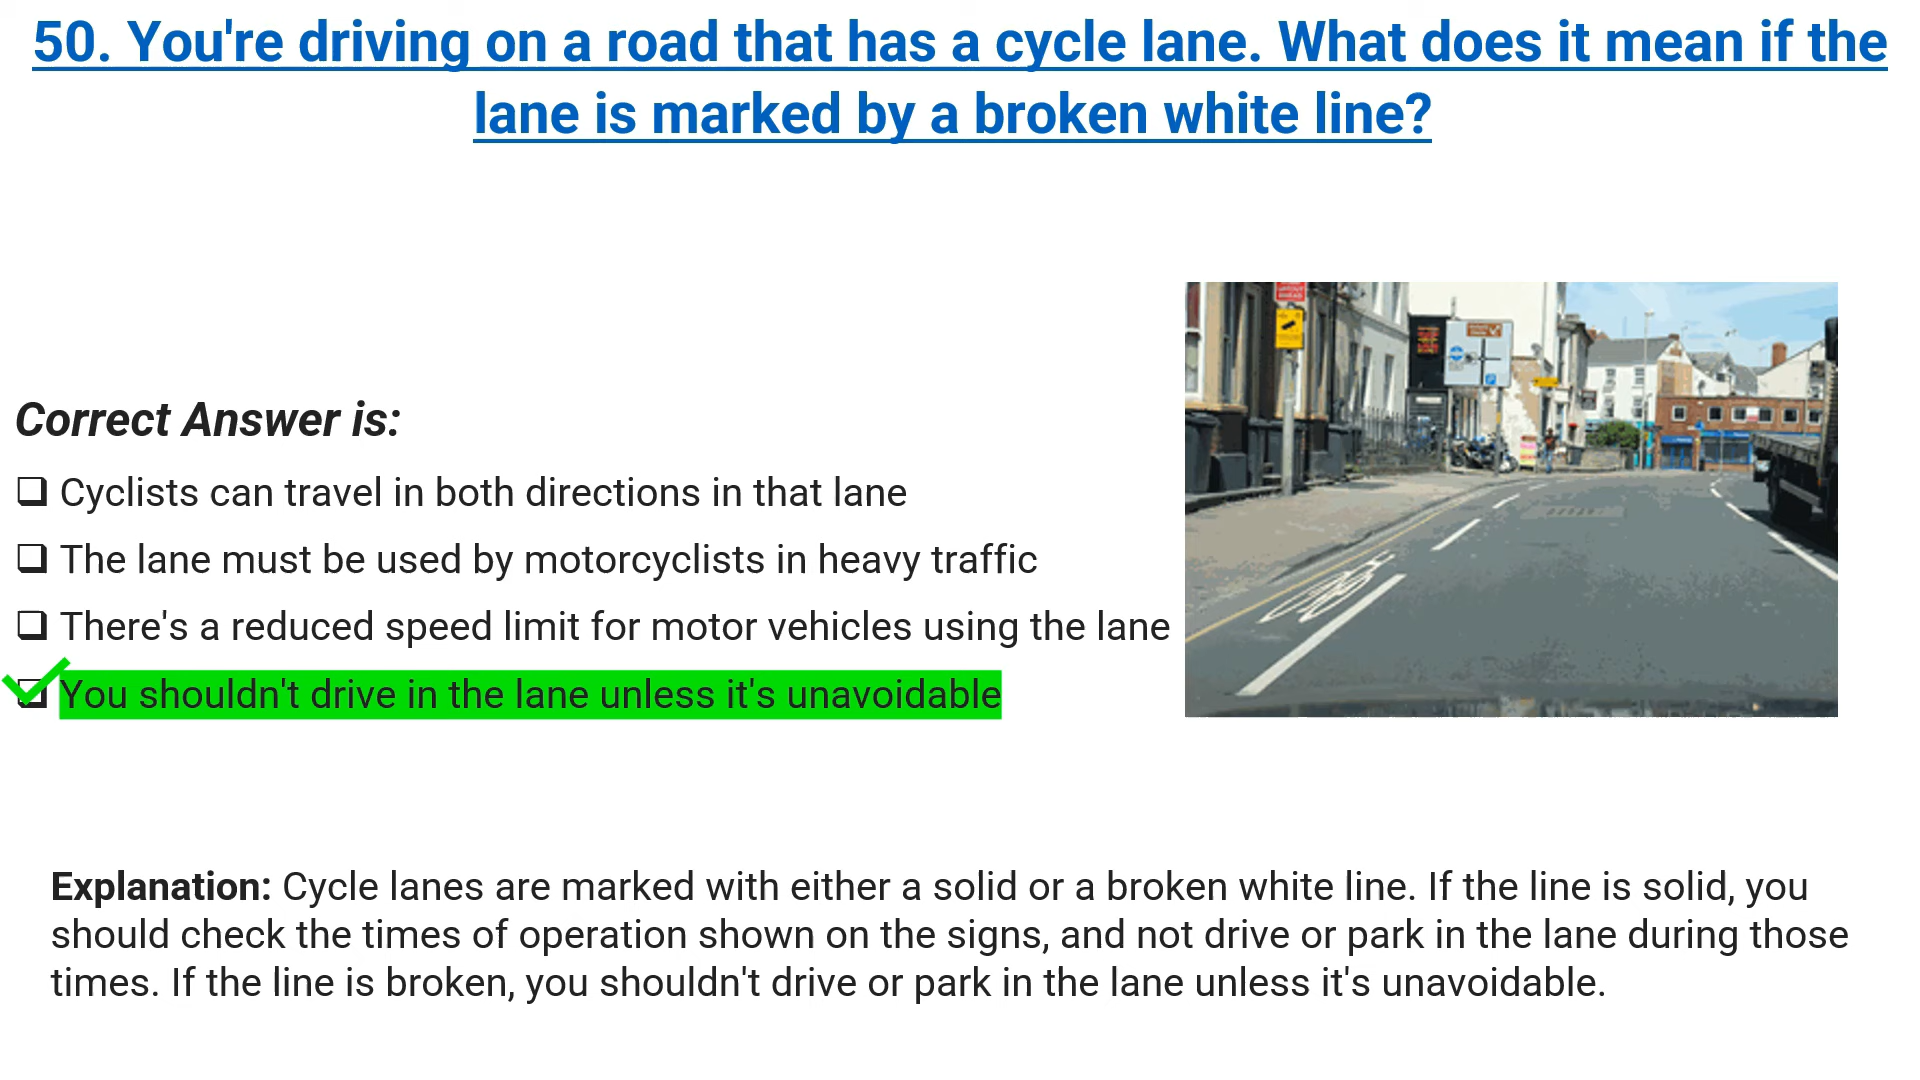 50. You're driving on a road that has a cycle lane. What does it mean if the
lane is marked by a broken white line?
Correct Answer is:
Cyclists can travel in both directions in that lane
The lane must be used by motorcyclists in heavy traffic
There's a reduced speed limit for motor vehicles using the lane
You shouldn't drive in the lane unless it's unavoidable
Explanation: Cycle lanes are marked with either a solid or a broken white line. If the line is solid, you
should check the times of operation shown on the signs, and not drive or park in the lane during those
times. If the line is broken, you shouldn't drive or park in the lane unless it's unavoidable.